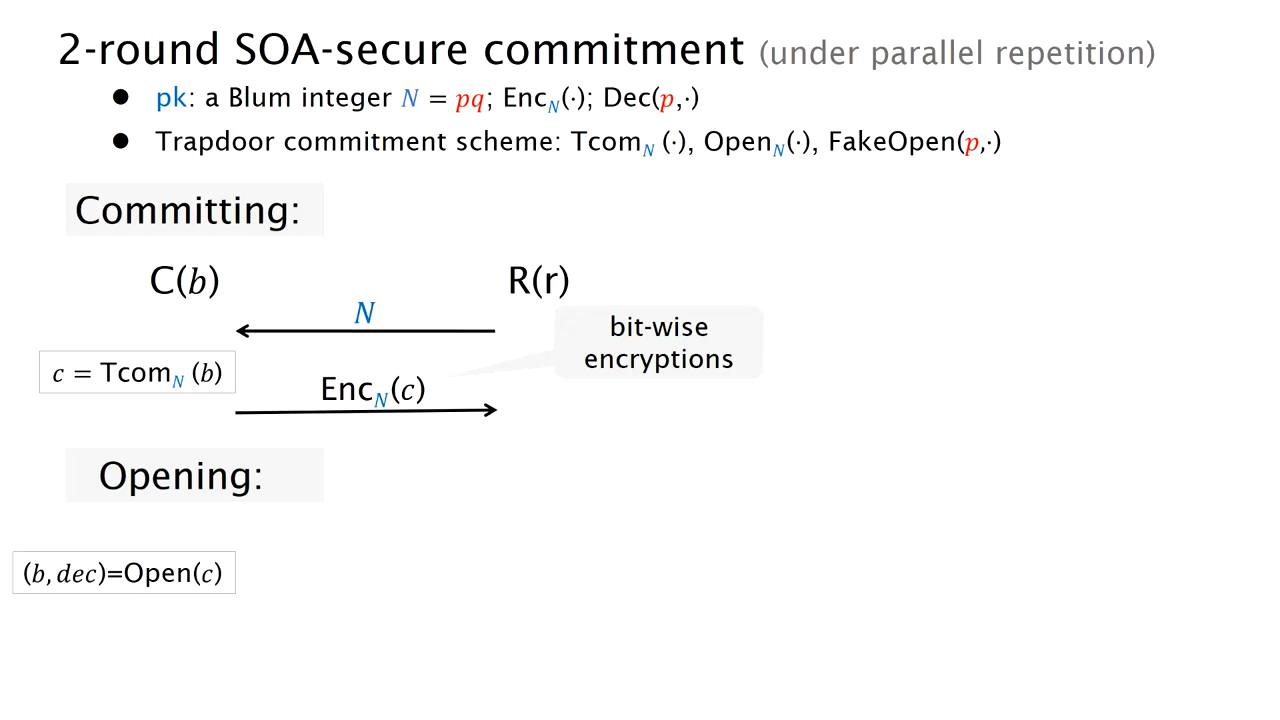 2-round SOA-secure commitment (under parallel repetition)
● pk: a Blum integer N = pq; Enc_N(·); Dec(p,·)
● Trapdoor commitment scheme: Tcom_N (·), Open_N(·), FakeOpen(p,·)
Committing:
C(b) R(r)
N
bit-wise
encryptions
c = Tcom_N (b)
Enc_N(c)
Opening:
(b, dec)=Open(c)